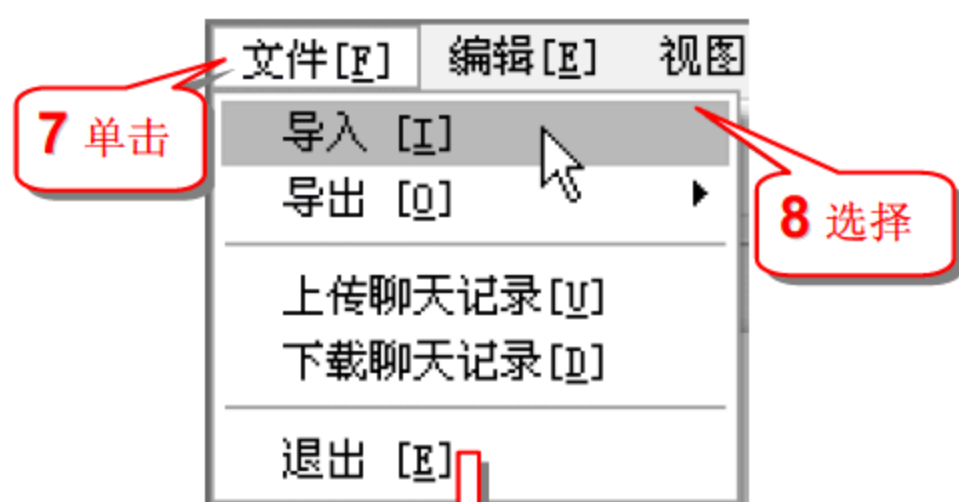 文件[F] 编辑[E] 视图
7 单击
导入 [I]
导出 [O]
8 选择
上传聊天记录[U]
下载聊天记录[D]
退出 [E]